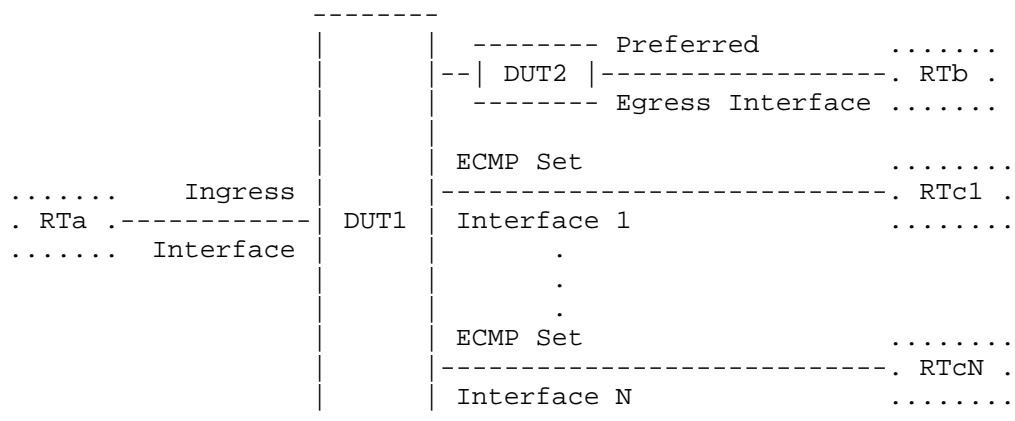 --------
|        |  -------- Preferred        .......
|        |--| DUT2 |------------------. RTb .
|        |  -------- Egress Interface .......
|        |
|        | ECMP Set                   ........
.......    Ingress |        |----------------------------. RTc1 .
. RTa .------------| DUT1   | Interface 1                ........
.......  Interface |        |       .
|        |       .
|        |       .
|        | ECMP Set                   ........
|        |----------------------------. RTcN .
|        | Interface N                ........